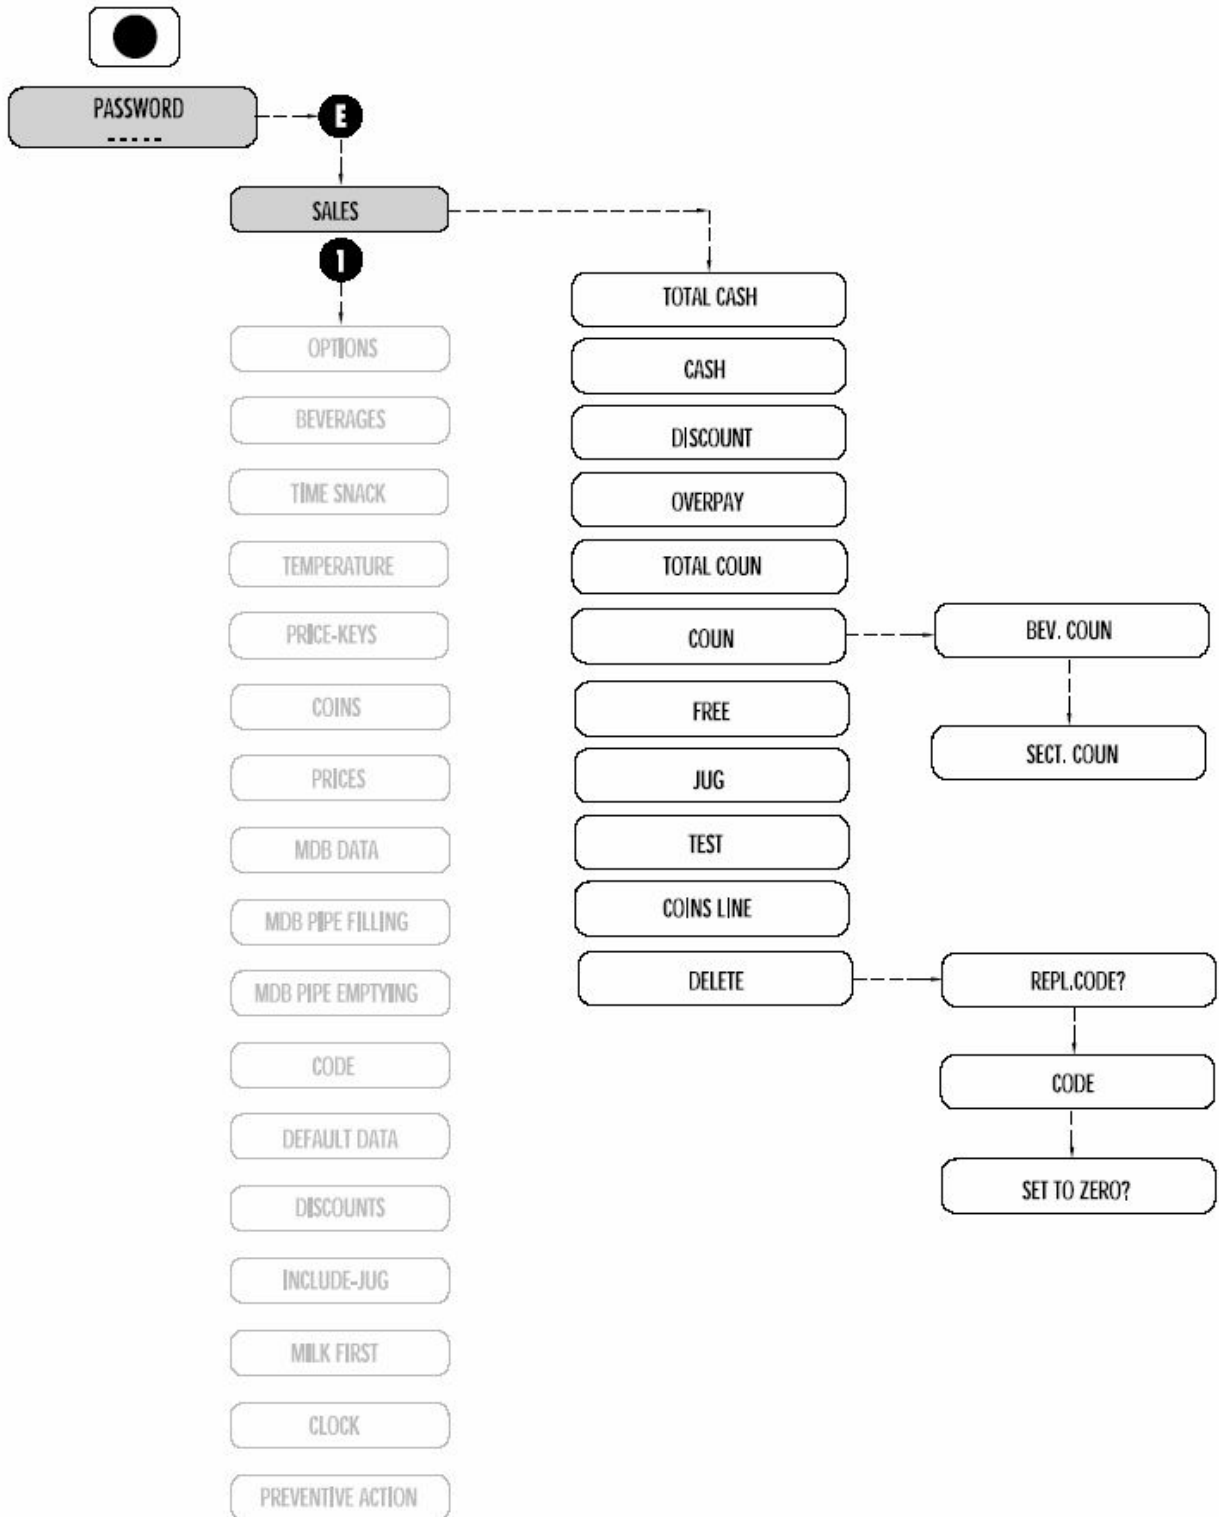 PASSWORD
-----
E
SALES
1
OPTIONS
BEVERAGES
TIME SNACK
TEMPERATURE
PRICE-KEYS
COINS
PRICES
MDB DATA
MDB PIPE FILLING
MDB PIPE EMPTYING
CODE
DEFAULT DATA
DISCOUNTS
INCLUDE-JUG
MILK FIRST
CLOCK
PREVENTIVE ACTION
TOTAL CASH
CASH
DISCOUNT
OVERPAY
TOTAL COUN
COUN
FREE
JUG
TEST
COINS LINE
DELETE
BEV. COUN
SECT. COUN
REPL.CODE?
CODE
SET TO ZERO?